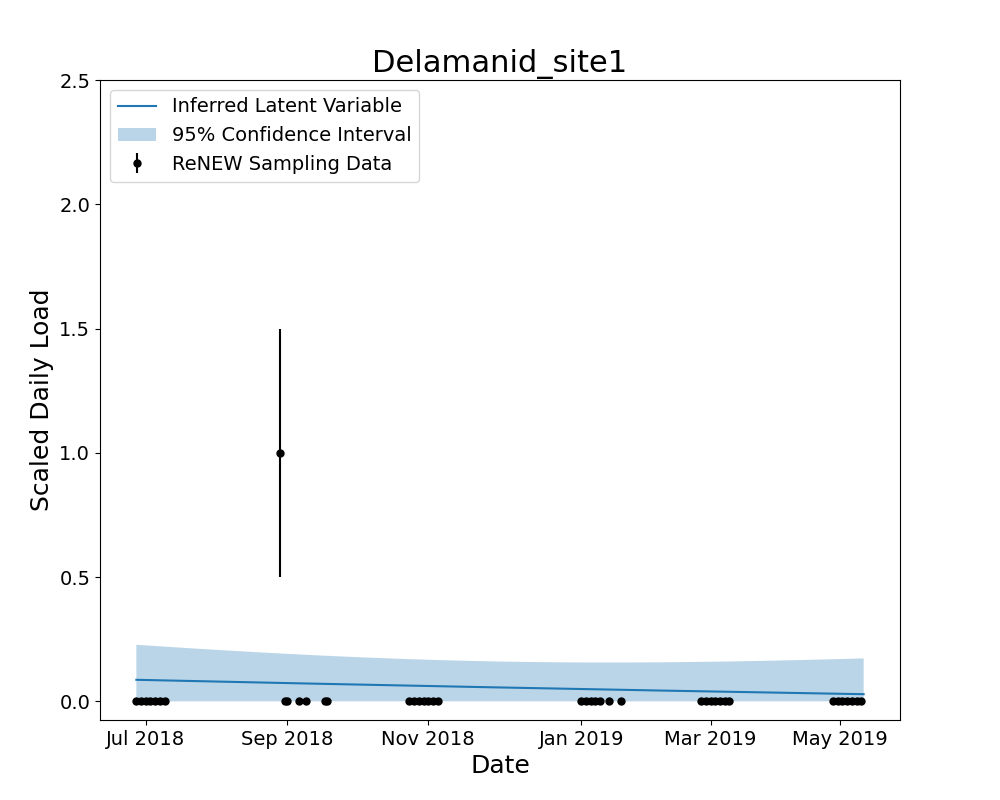 Delamanid_site1
2.5
2.0
1.5
1.0
0.5
0.0
Scaled Daily Load
Inferred Latent Variable
95% Confidence Interval
ReNEW Sampling Data
Jul 2018 Sep 2018 Nov 2018 Jan 2019 Mar 2019 May 2019
Date